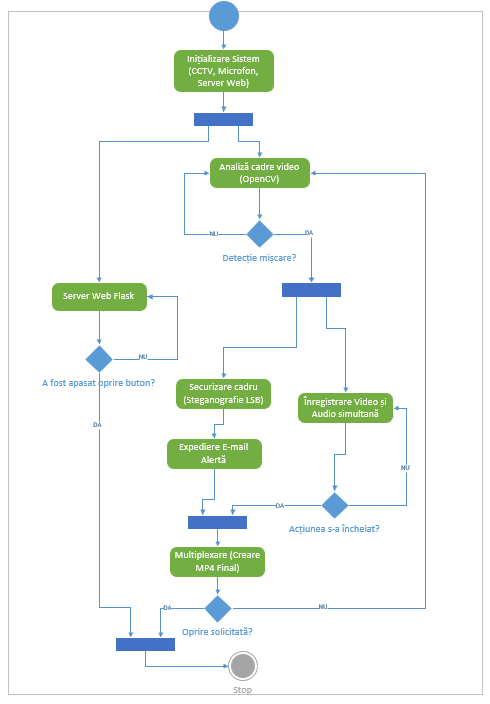 Inițializare Sistem
(CCTV, Microfon,
Server Web)
Analiză cadre video
(OpenCV)
NU
DA
Detecție mișcare?
Server Web Flask
NU
A fost apasat oprire buton?
Securizare cadru
(Steganografie LSB)
Înregistrare Video și
Audio simultană
DA
Expediere E-mail
Alertă
NU
DA
Acțiunea s-a încheiat?
Multiplexare (Creare
MP4 Final)
DA
NU
Oprire solicitată?
Stop